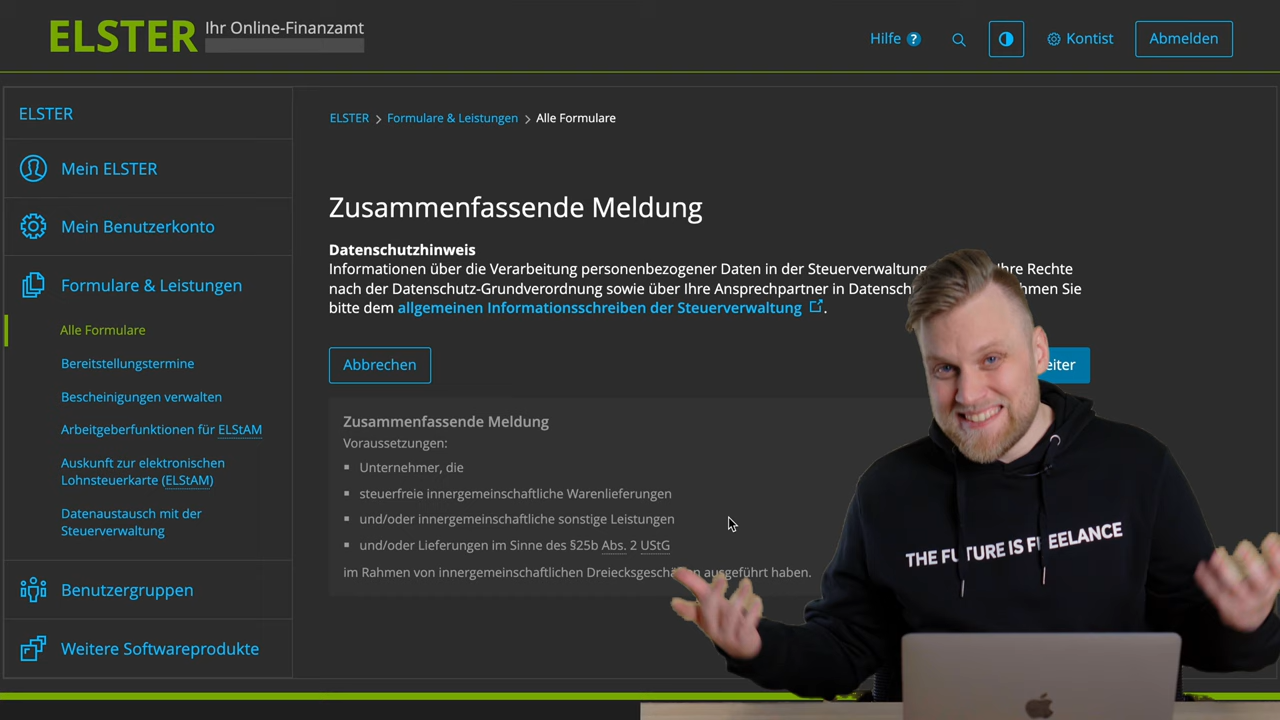 ELSTER
Ihr Online-Finanzamt
Hilfe ?
Kontist
Abmelden
ELSTER
Mein ELSTER
Mein Benutzerkonto
Formulare & Leistungen
Alle Formulare
Bereitstellungstermine
Bescheinigungen verwalten
Arbeitgeberfunktionen für ELStAM
Auskunft zur elektronischen
Lohnsteuerkarte (ELStAM)
Datenaustausch mit der
Steuerverwaltung
Benutzergruppen
Weitere Softwareprodukte
ELSTER > Formulare & Leistungen > Alle Formulare
Zusammenfassende Meldung
Datenschutzhinweis
Informationen über die Verarbeitung personenbezogener Daten in der Steuerverwaltung Rechte
nach der Datenschutz-Grundverordnung sowie über Ihre Ansprechpartner in Sie
bitte dem allgemeinen Informationsschreiben der Steuerverwaltung.
Abbrechen
eiter
Zusammenfassende Meldung
Voraussetzungen:
Unternehmer, die
steuerfreie innergemeinschaftliche Warenlieferungen
und/oder innergemeinschaftliche sonstige Leistungen
und/oder Lieferungen im Sinne des §25b Abs. 2 UStG
im Rahmen von innergemeinschaftlichen ausgeführt haben.
THE FUTURE IS FREELANCE